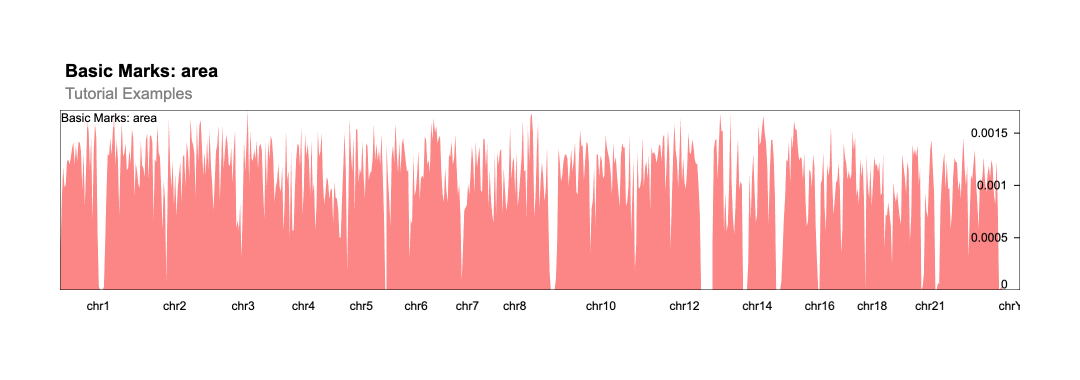 Basic Marks: area
Tutorial Examples
Basic Marks: area
0.0015
0.001
0.0005
0
chr1 chr2 chr3 chr4 chr5 chr6 chr7 chr8 chr10 chr12 chr14 chr16 chr18 chr21